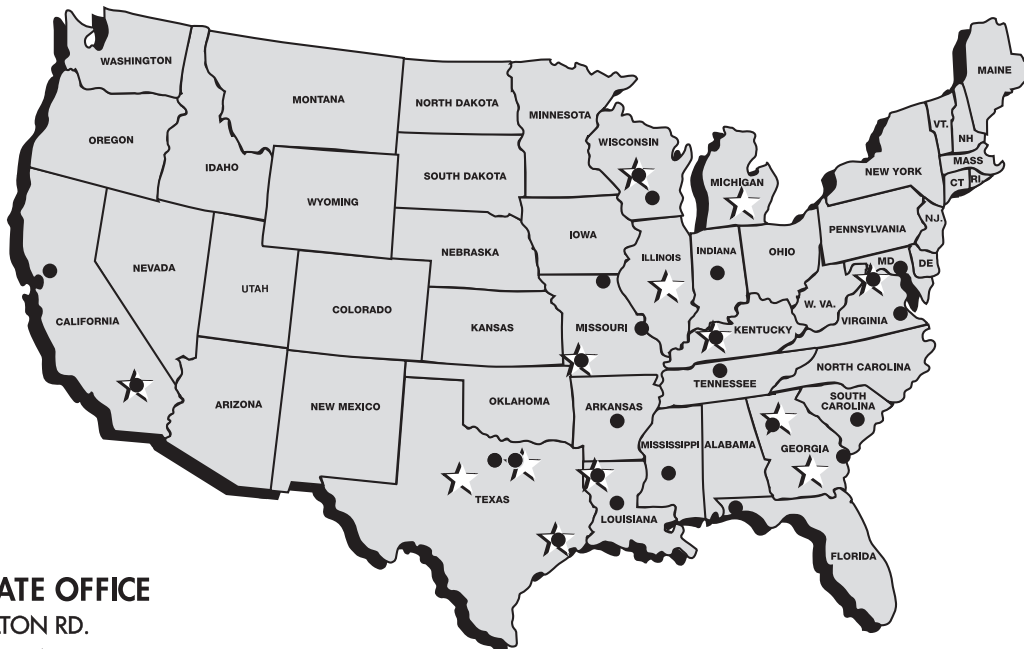 WASHINGTON
MAINE
MONTANA
NORTH DAKOTA
MINNESOTA
VT.
NH
OREGON
WISCONSIN
IDAHO
SOUTH DAKOTA
MICHIGAN
NEW YORK
MASS
CT
RI.
WYOMING
NJ.
IOWA
PENNSYLVANIA
NEBRASKA
ILLINOIS
INDIANA
OHIO
NEVADA
MD
DE
UTAH
COLORADO
W. VA.
CALIFORNIA
KANSAS
MISSOURI
KENTUCKY
VIRGINIA
NORTH CAROLINA
TENNESSEE
ARIZONA
NEW MEXICO
OKLAHOMA
ARKANSAS
SOUTH
CAROLINA
MISSISSIPPI
ALABAMA
GEORGIA
TEXAS
LOUISIANA
FLORIDA
ATE OFFICE
TON RD.